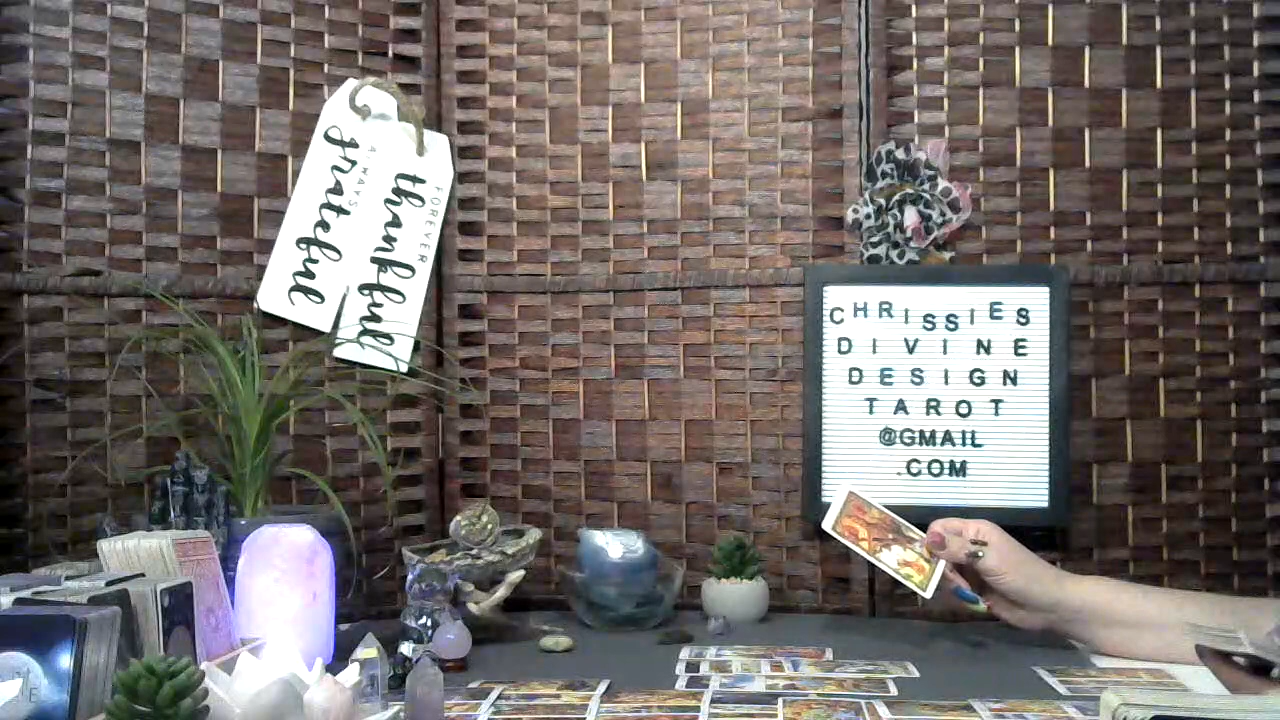 FOREVER
thankful
ALWAYS
grateful
CHRISSIES
DIVINE
DESIGN
TAROT
@GMAIL
.COM